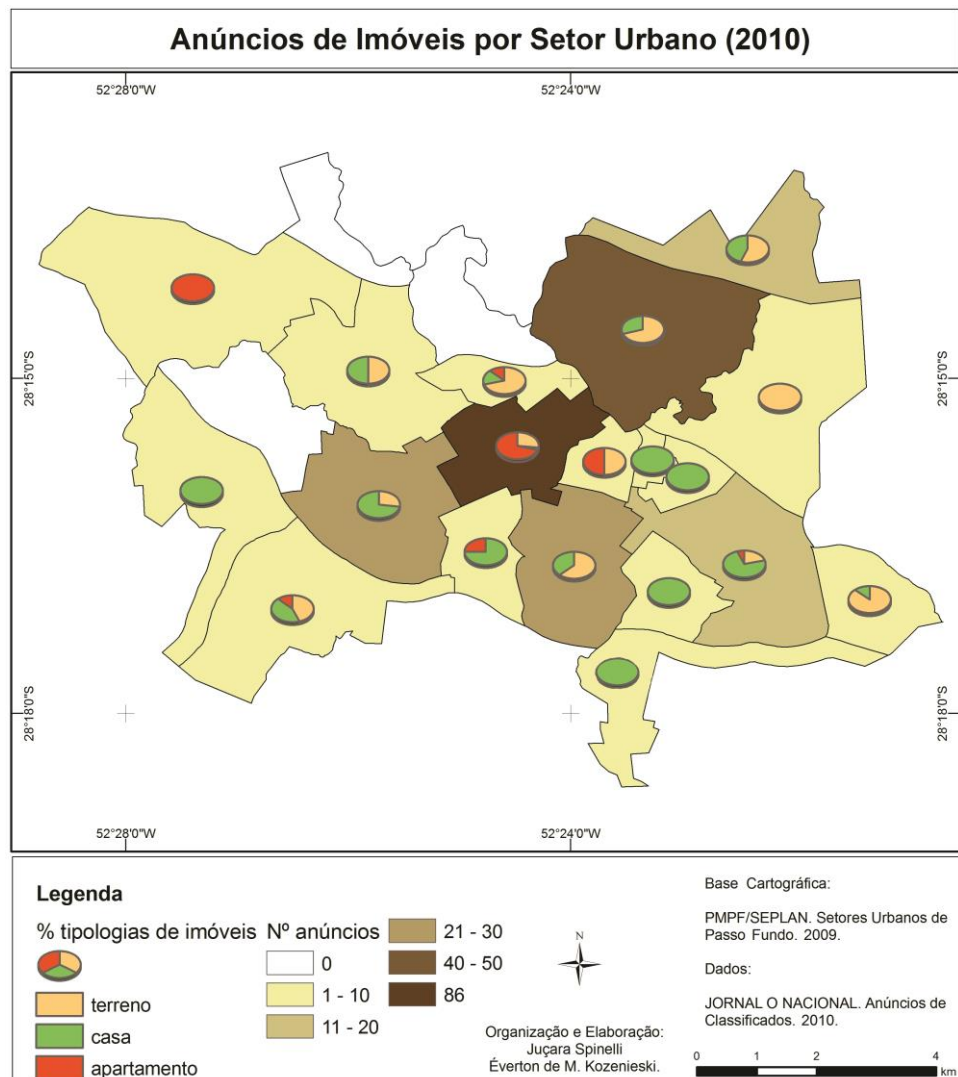 Anúncios de Imóveis por Setor Urbano (2010)
52°28'0"W
52°24'0"W
28°15'0"S
28°15'0"S
28°18'0"S
28°18'0"S
52°28'0"W
52°24'0"W
Legenda
% tipologias de imóveis
terreno
casa
apartamento
Nº anúncios
0
1 - 10
11 - 20
21 - 30
40 - 50
86
N
Organização e Elaboração:
Juçara Spinelli
Éverton de M. Kozenieski.
Base Cartográfica:
PMPF/SEPLAN. Setores Urbanos de
Passo Fundo. 2009.
Dados:
JORNAL O NACIONAL. Anúncios de
Classificados. 2010.
0 1 2 4
km